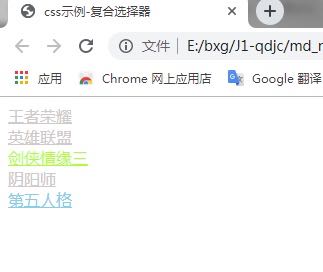 css示例-复合选择器
文件 | E:/bxg/J1-qdjc/md_n
应用 Chrome 网上应用店 Google 翻译
王者荣耀
英雄联盟
剑侠情缘三
阴阳师
第五人格